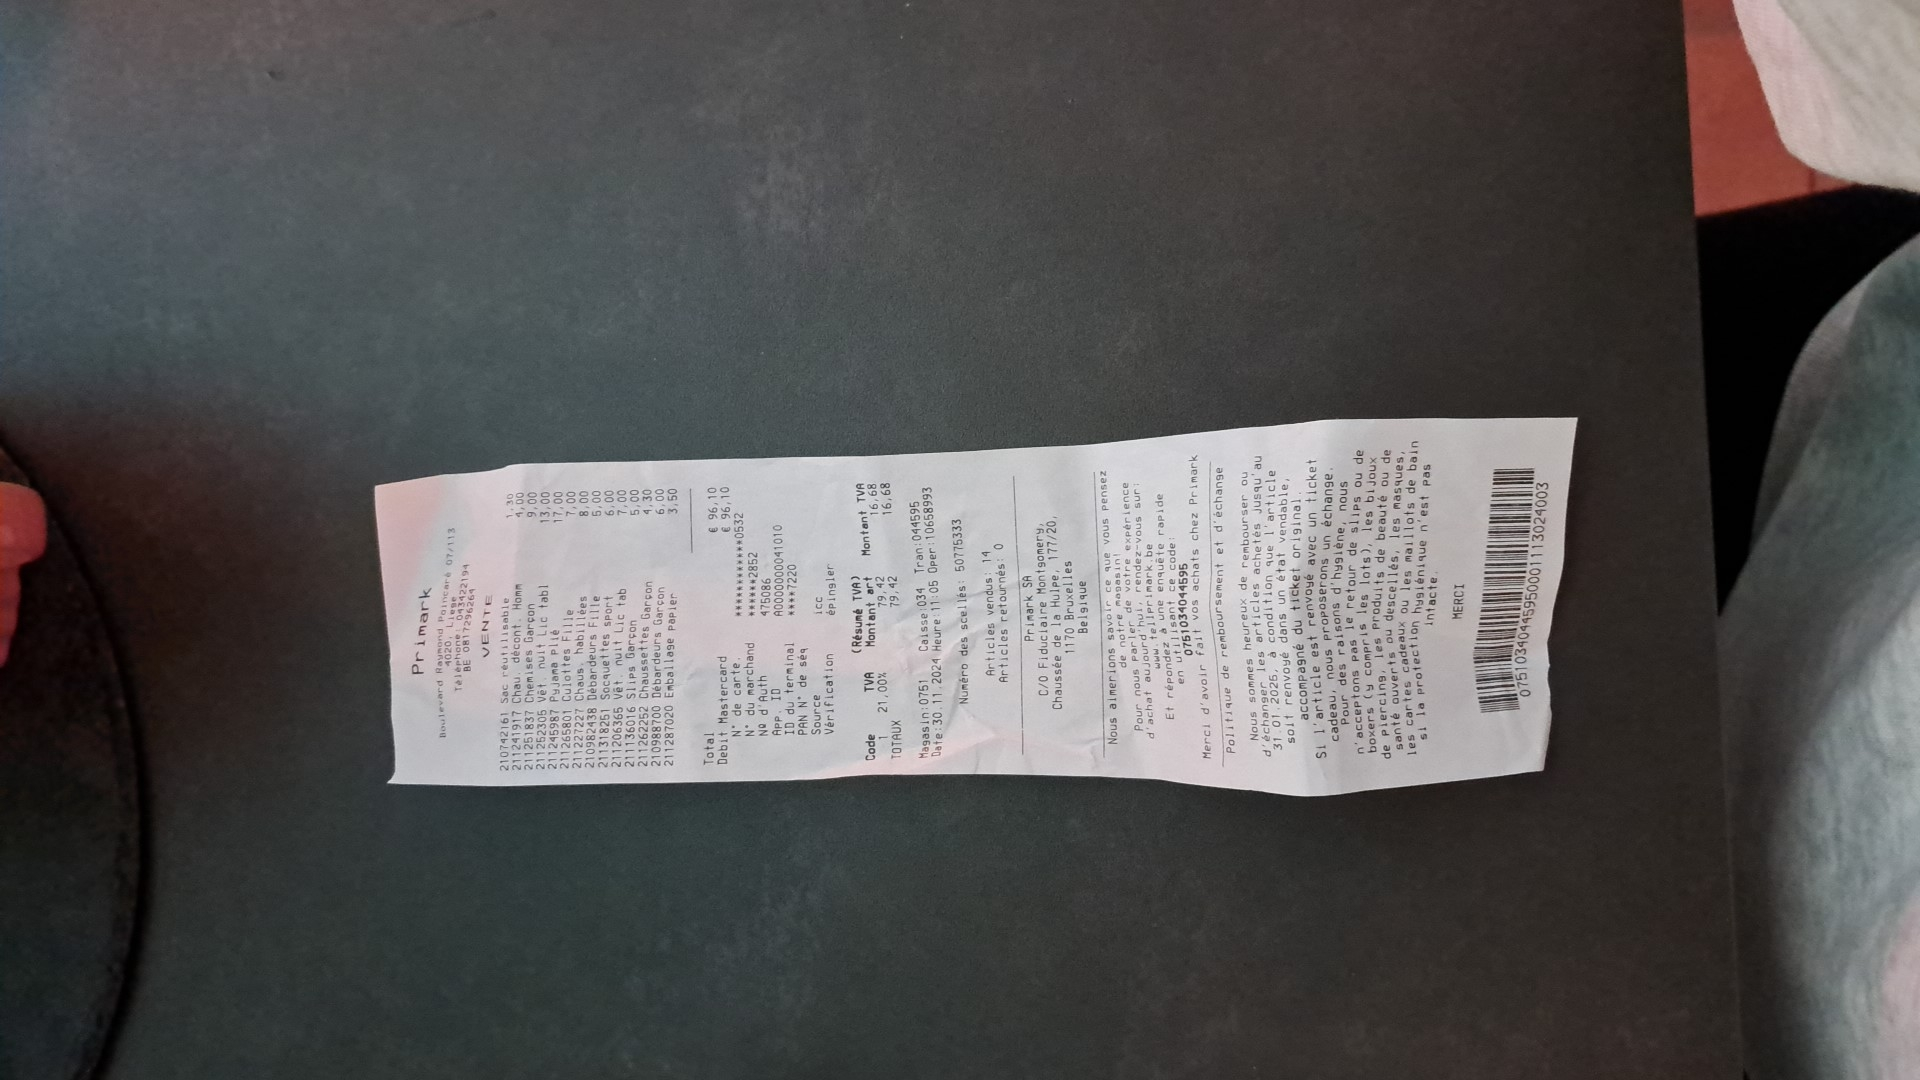 Primark
Boulevard Raymond Poincaré 07/113
4020, Liege
Téléphone: 043422194
BE 0817296264
VENTE
210742161 Sac réutilisable 1,30
211241917 Chau. décont. Homm 4,00
211251837 Chemises Garçon 9,00
211252305 Vêt. nuit Lic tabl 13,00
211245987 Pyjama plié 17,00
211265801 Culottes Fille 7,00
211227227 Chaus. habillées 8,00
210982438 Débardeurs Fille 5,00
211318251 Socquettes sport 6,00
211206365 Vêt. nuit Lic tab 7,00
211136016 Slips Garçon 5,00
211262252 Chaussettes Garçon 4,30
210988700 Débardeurs Garçon 6,00
211287020 Emballage papier 3,50
Total € 96,10
Debit Mastercard € 96,10
N° de carte. ************0532
N° du marchand ******2852
Nº d'Auth 475086
App. ID A0000000041010
ID du terminal ****7220
PAN N° de séq
Source icc
Vérification épingler
(Résumé TVA)
Code TVA Montant art Montant TVA
1 21,00% 79,42 16,68
TOTAUX 79,42 16,68
Magasin:0751 Caisse:034 Tran:044595
Date:30.11.2024 Heure:11:05 Oper:10658993
Numéro des scellés: 50775333
Articles vendus: 14
Articles retournés: 0
Primark SA
C/O Fiduciaire Montgomery,
Chaussée de la Hulpe, 177/20,
1170 Bruxelles
Belgique
Nous aimerions savoir ce que vous pensez
de notre magasin!
Pour nous parler de votre expérience
d'achat aujourd'hui, rendez-vous sur:
www.tellprimark.be
Et répondez à une enquête rapide
en utilisant ce code:
075103404459​5
Merci d'avoir fait vos achats chez Primark
Politique de remboursement et d'échange
Nous sommes heureux de rembourser ou
d'échanger les articles achetés jusqu'au
31.01.2025, à condition que l'article
soit renvoyé dans un état vendable,
accompagné du ticket original.
Si l'article est renvoyé avec un ticket
cadeau, nous proposerons un échange.
Pour des raisons d'hygiène, nous
n'acceptons pas le retour de slips ou de
boxers (y compris les lots), les bijoux
de piercing, les produits de beauté ou de
santé ouverts ou descellés, les masques,
les cartes cadeaux ou les maillots de bain
si la protection hygiénique n'est pas
intacte.
MERCI
07510340445950001113024003